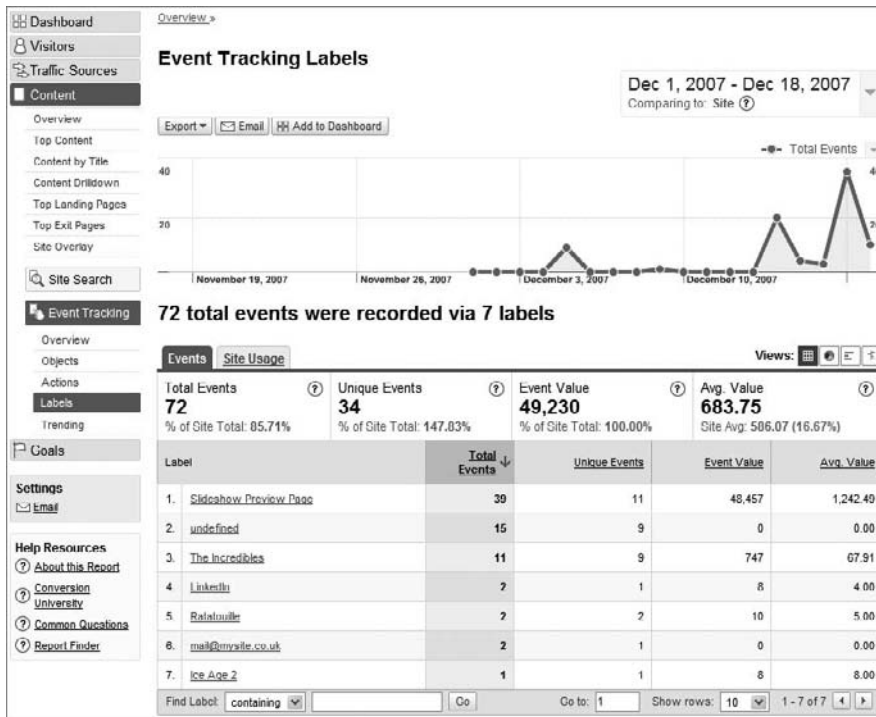 Dashboard
Visitors
Traffic Sources
Content
Overview
Top Content
Content by Title
Content Drilldown
Top Landing Pages
Top Exit Pages
Site Overlay
Site Search
Event Tracking
Overview
Objects
Actions
Labels
Trending
Goals
Settings
Email
Help Resources
About this Report
Conversion
University
Common Questions
Report Finder
Overview »
Event Tracking Labels
Dec 1, 2007 - Dec 18, 2007
Comparing to: Site
Export Email Add to Dashboard
Total Events
40
20
November 19, 2007 November 26, 2007 December 3, 2007 December 10, 2007
72 total events were recorded via 7 labels
Events Site Usage Views:
Total Events Unique Events Event Value Avg. Value
72 34 49,230 683.75
% of Site Total: 85.71% % of Site Total: 147.83% % of Site Total: 100.00% Site Avg: 586.07 (16.67%)
Label Total Events Unique Events Event Value Avg. Value
1. Slideshow Preview Page 39 11 48,457 1,242.49
2. undefined 15 9 0 0.00
3. The Incredibles 11 9 747 67.91
4. LinkedIn 2 1 8 4.00
5. Ratatouille 2 2 10 5.00
6. mail@mysite.co.uk 2 1 0 0.00
7. Ice Age 2 1 1 8 8.00
Find Label: containing Go Go to: 1 Show rows: 10 1 - 7 of 7